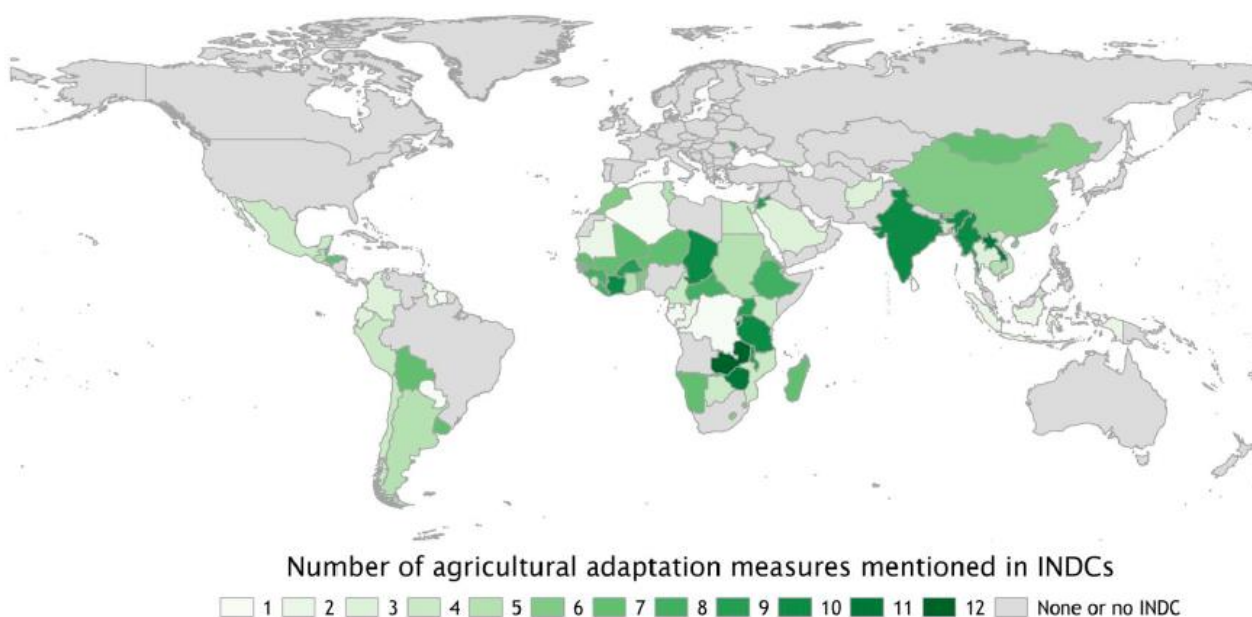 Number of agricultural adaptation measures mentioned in INDCs
1 2 3 4 5 6 7 8 9 10 11 12 None or no INDC